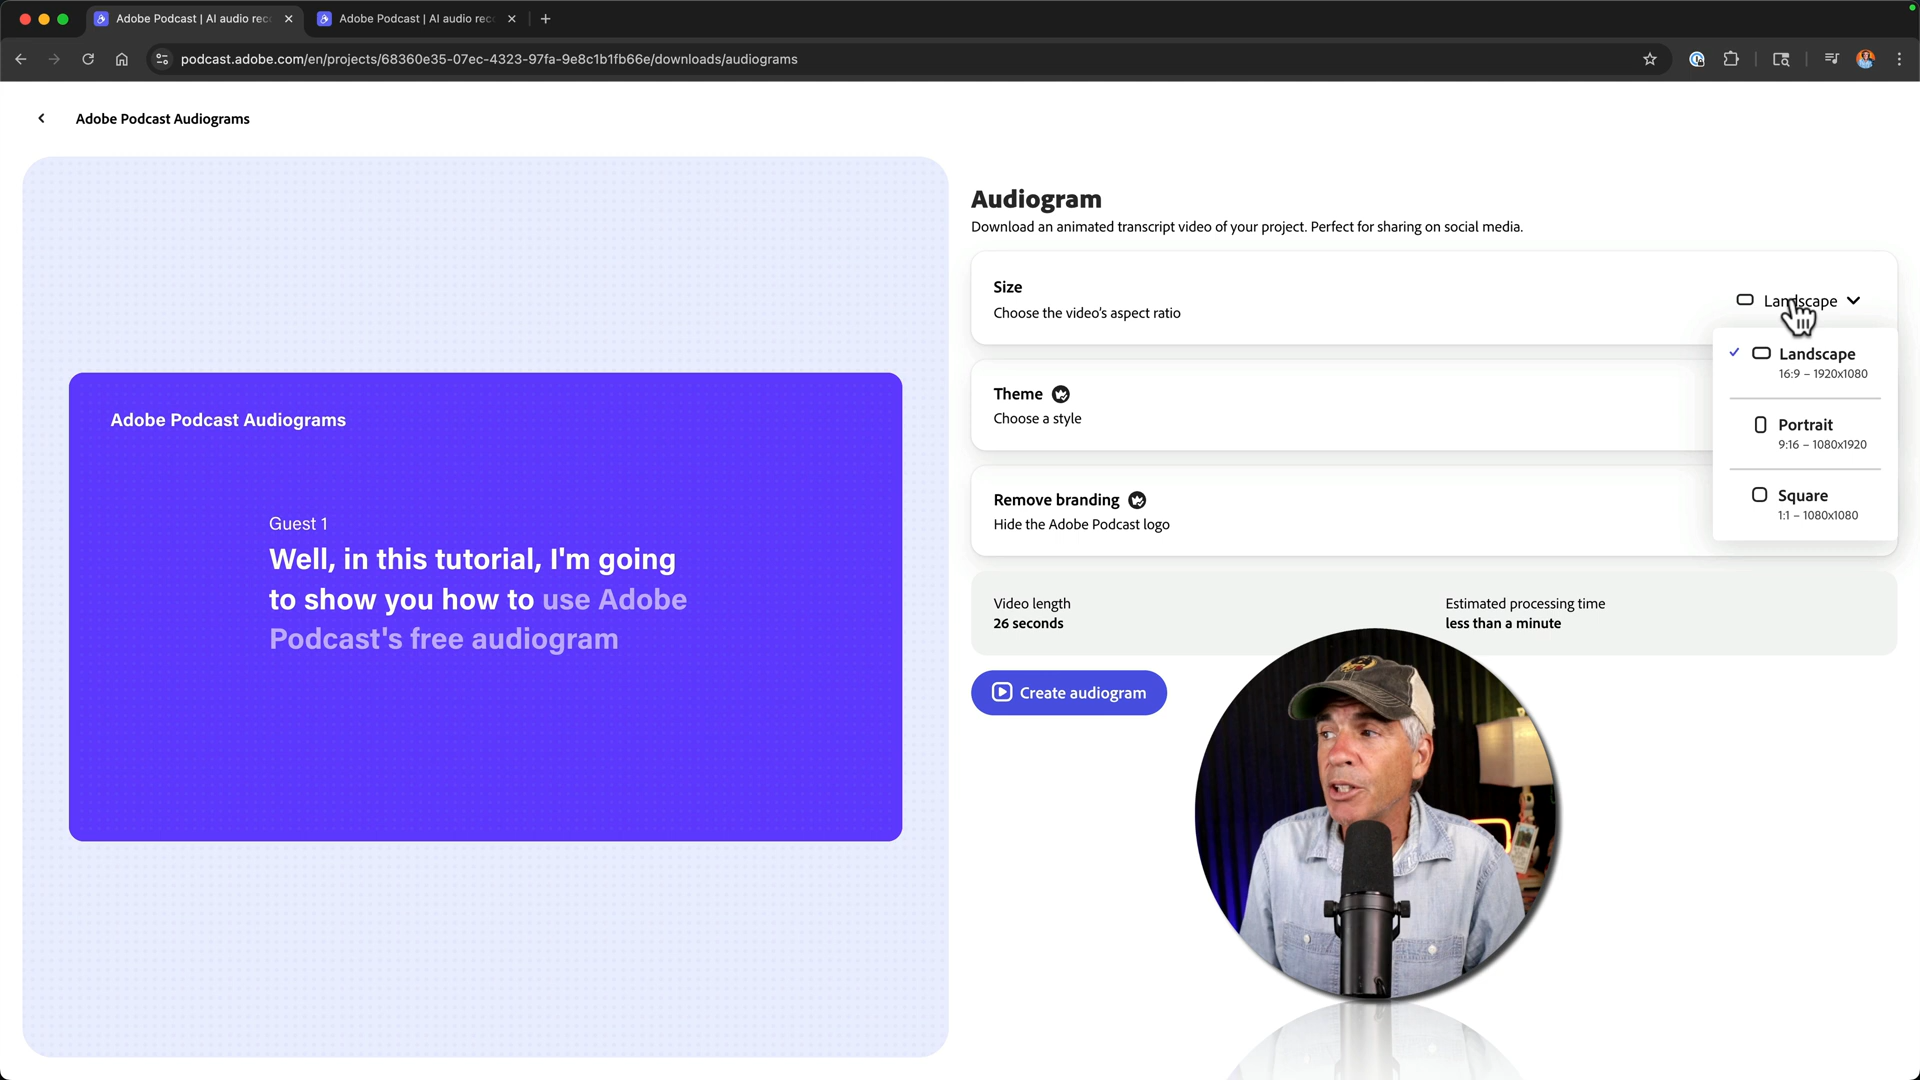 Adobe Podcast | AI audio rec
Adobe Podcast | AI audio rec
podcast.adobe.com/en/projects/68360e35-07ec-4323-97fa-9e8c1b1fb66e/downloads/audiograms
Adobe Podcast Audiograms
Adobe Podcast Audiograms
Guest 1
Well, in this tutorial, I'm going
to show you how to use Adobe
Podcast's free audiogram
Audiogram
Download an animated transcript video of your project. Perfect for sharing on social media.
Size
Choose the video's aspect ratio
Landscape
Landscape
16:9 – 1920x1080
Portrait
9:16 – 1080x1920
Square
1:1 – 1080x1080
Theme
Choose a style
Remove branding
Hide the Adobe Podcast logo
Video length
26 seconds
Estimated processing time
less than a minute
Create audiogram